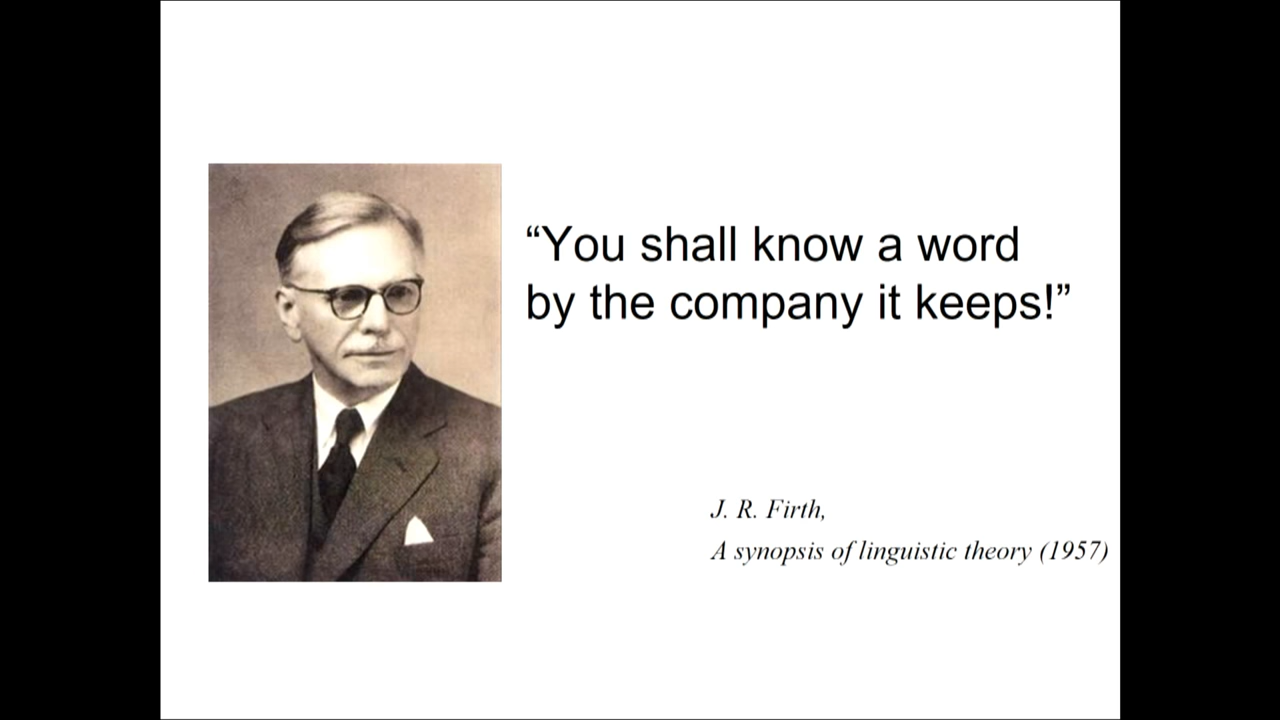 “You shall know a word
by the company it keeps!”
J. R. Firth,
A synopsis of linguistic theory (1957)